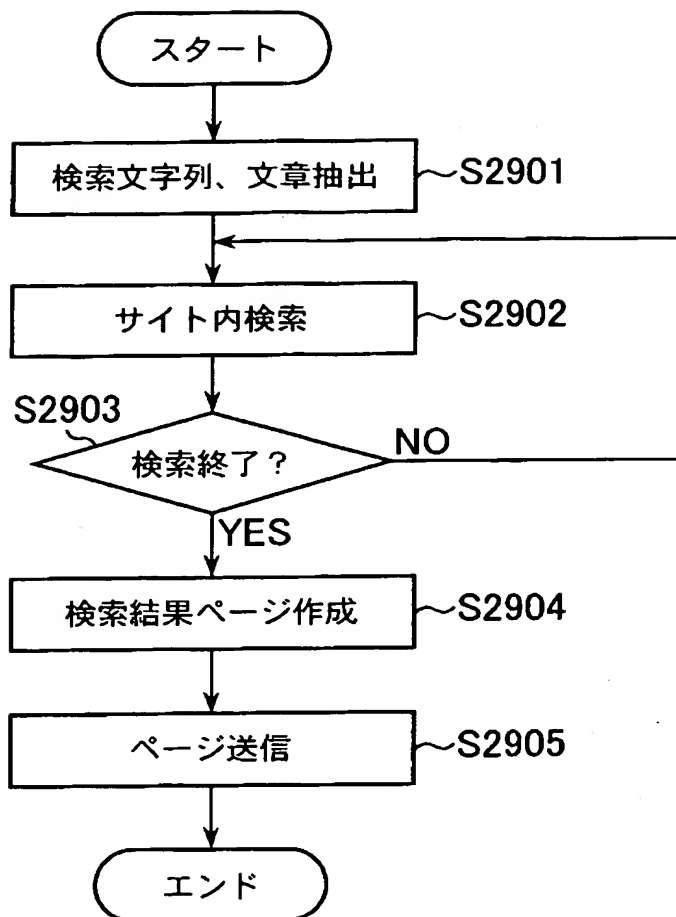 スタート
検索文字列、文章抽出 S2901
サイト内検索 S2902
S2903
検索終了? NO
YES
検索結果ページ作成 S2904
ページ送信 S2905
エンド